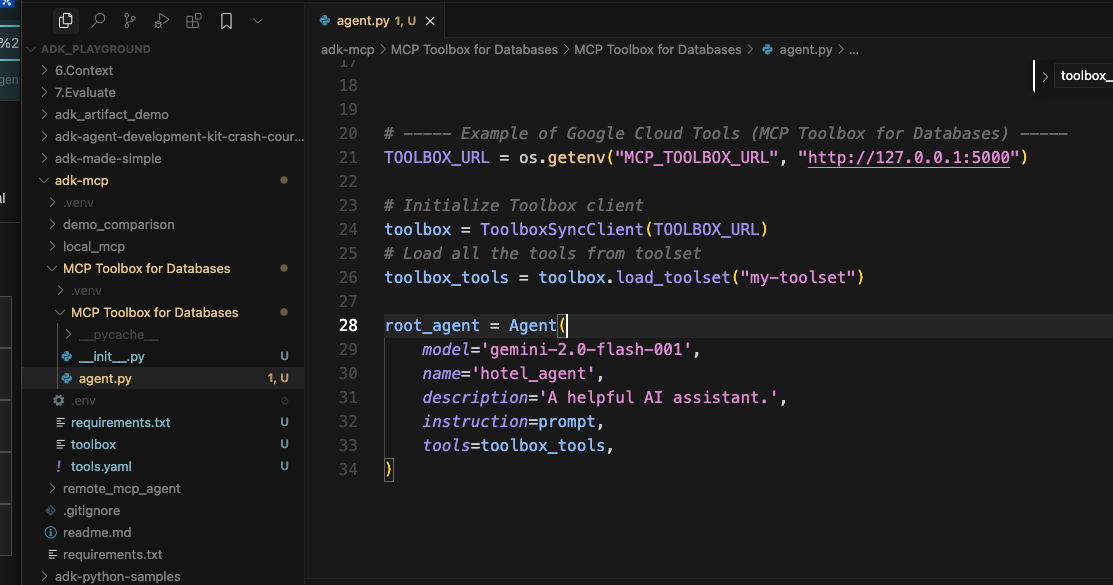 agent.py 1, U
%2
ADK_PLAYGROUND
adk-mcp > MCP Toolbox for Databases > MCP Toolbox for Databases > agent.py > ...
6.Context
7.Evaluate
adk_artifact_demo
adk-agent-development-kit-crash-cour...
adk-made-simple
adk-mcp
.venv
demo_comparison
local_mcp
MCP Toolbox for Databases
.venv
MCP Toolbox for Databases
__pycache__
__init__.py U
agent.py 1, U
.env
requirements.txt U
toolbox U
! tools.yaml U
remote_mcp_agent
.gitignore
readme.md
requirements.txt
adk-python-samples
toolbox_
17
18
19
20 # ----- Example of Google Cloud Tools (MCP Toolbox for Databases) -----
21 TOOLBOX_URL = os.getenv("MCP_TOOLBOX_URL", "http://127.0.0.1:5000")
22
23 # Initialize Toolbox client
24 toolbox = ToolboxSyncClient(TOOLBOX_URL)
25 # Load all the tools from toolset
26 toolbox_tools = toolbox.load_toolset("my-toolset")
27
28 root_agent = Agent(
29 model='gemini-2.0-flash-001',
30 name='hotel_agent',
31 description='A helpful AI assistant.',
32 instruction=prompt,
33 tools=toolbox_tools,
34 )